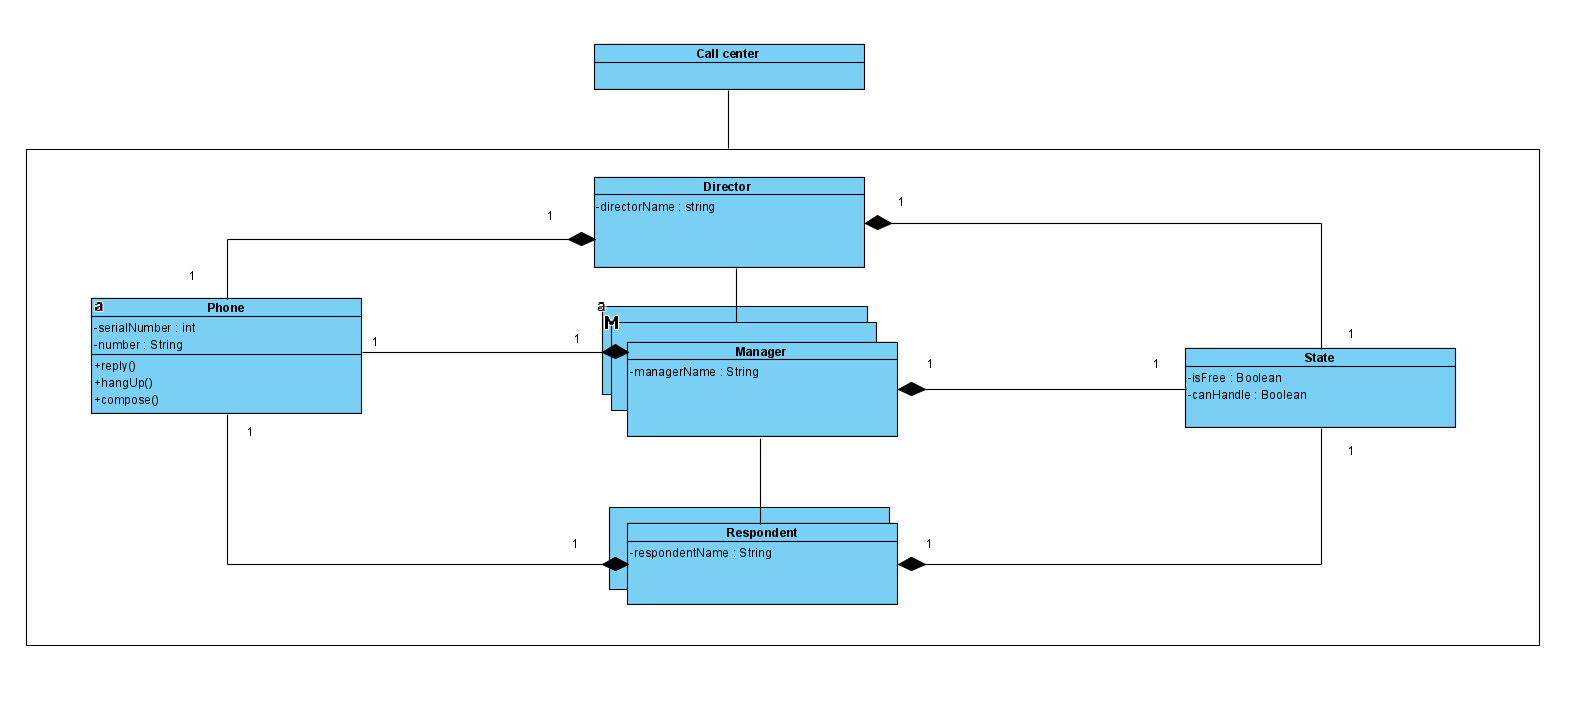 Call center
Director
-directorName : string
1
1
1
1
a
Phone
-serialNumber : int
-number : String
+reply()
+hangUp()
+compose()
1
1
1
a
M
Manager
-managerName : String
1
1
State
-isFree : Boolean
-canHandle : Boolean
1
1
1
Respondent
-respondentName : String
1